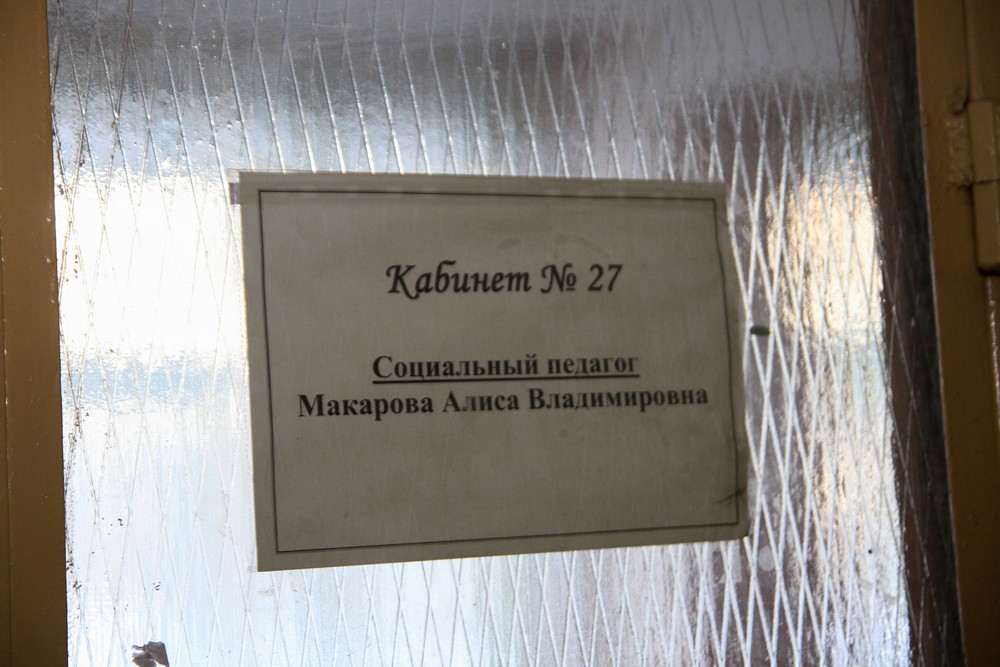 Кабинет № 27
Социальный педагог
Макарова Алиса Владимировна